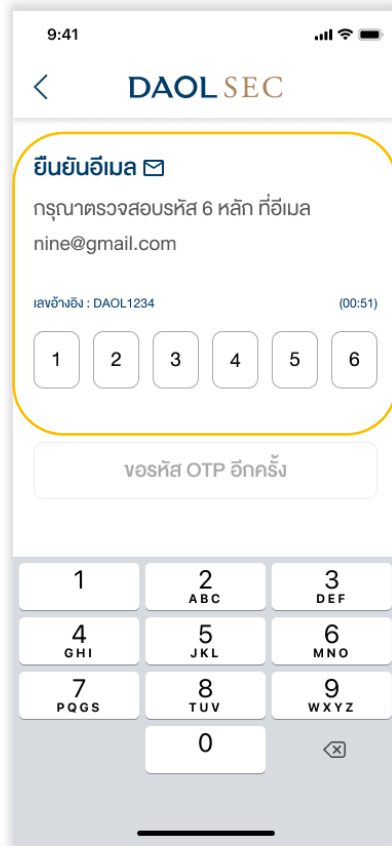 9:41
DAOL SEC
ยืนยันอีเมล
กรุณาตรวจสอบรหัส 6 หลัก ที่อีเมล
nine@gmail.com
เลขอ้างอิง : DAOL1234 (00:51)
1 2 3 4 5 6
ขอรหัส OTP อีกครั้ง
1 2 3
ABC DEF
4 5 6
GHI JKL MNO
7 8 9
PQGS TUV WXYZ
0